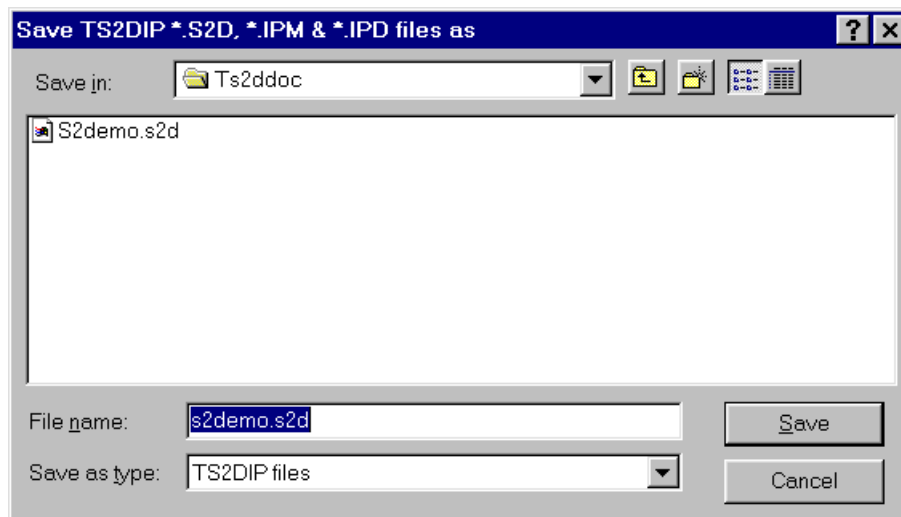 Save TS2DIP *.S2D, *.IPM & *.IPD files as
Save in: Ts2ddoc
S2demo.s2d
File name: s2demo.s2d Save
Save as type: TS2DIP files Cancel